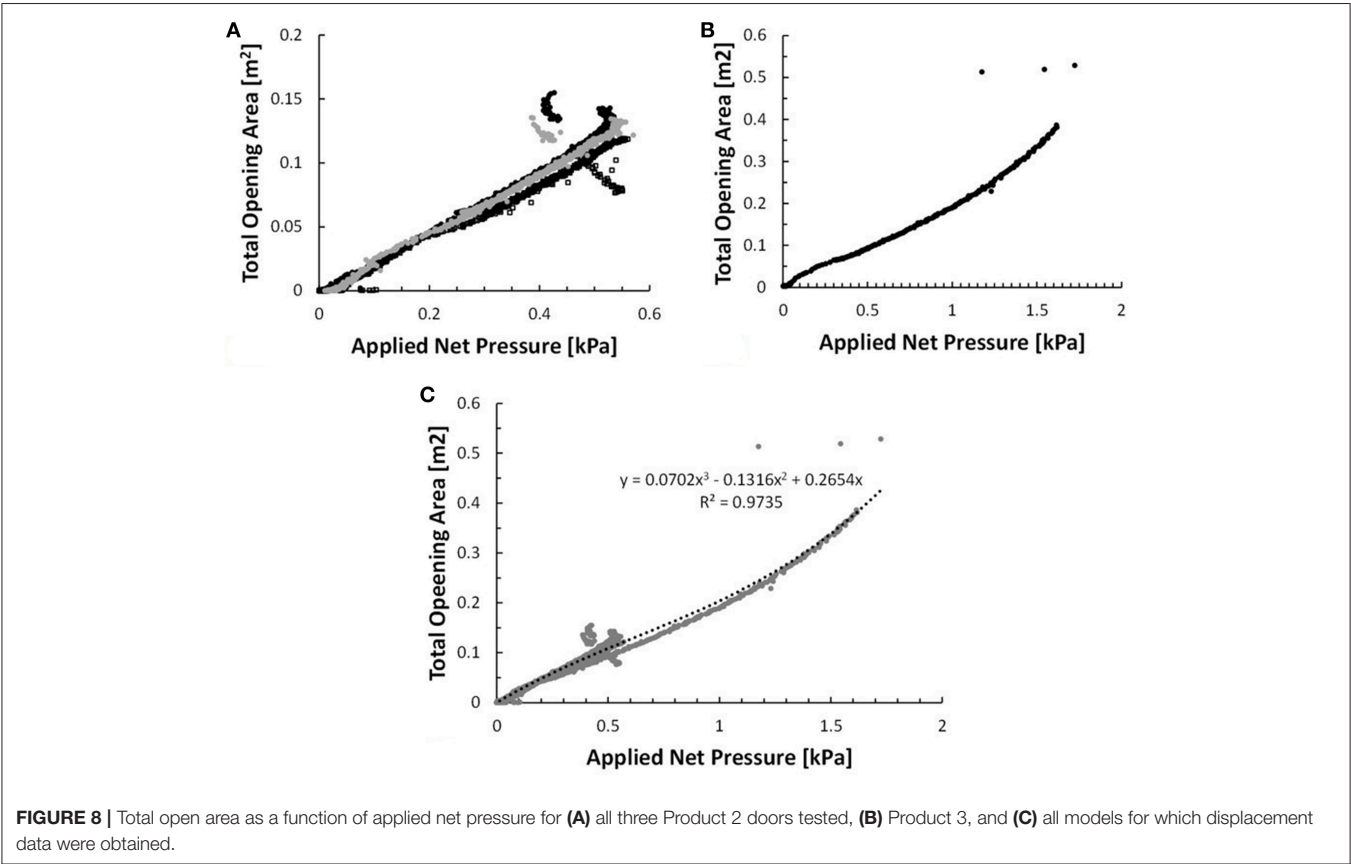 A
Total Opening Area [m²]
0.2
0.15
0.1
0.05
0
0 0.2 0.4 0.6
Applied Net Pressure [kPa]
B
Total Opening Area [m2]
0.6
0.5
0.4
0.3
0.2
0.1
0
0 0.5 1 1.5 2
Applied Net Pressure [kPa]
C
Total Opeening Area [m2]
0.6
0.5
0.4
0.3
0.2
0.1
0
y = 0.0702x³ - 0.1316x² + 0.2654x
R² = 0.9735
0 0.5 1 1.5 2
Applied Net Pressure [kPa]
FIGURE 8 | Total open area as a function of applied net pressure for (A) all three Product 2 doors tested, (B) Product 3, and (C) all models for which displacement
data were obtained.